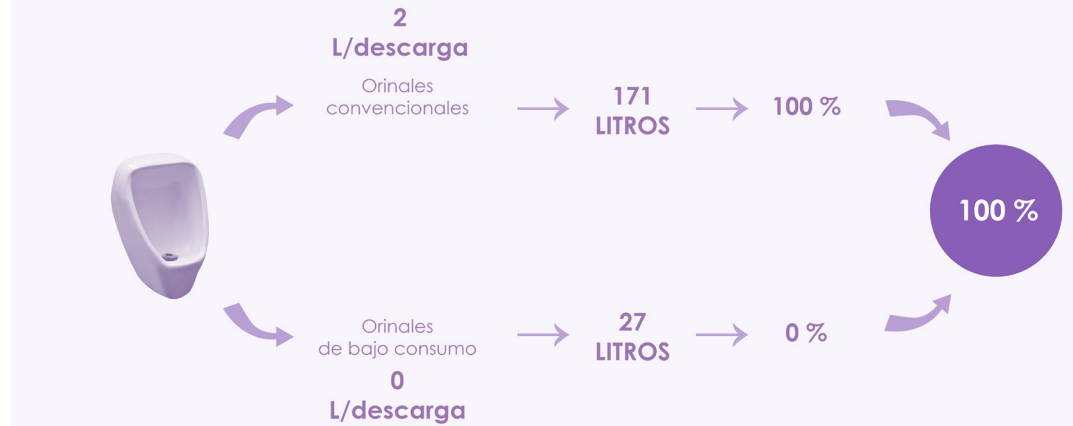 2
L/descarga
Orinales
convencionales
171
LITROS
100 %
100 %
Orinales
de bajo consumo
0
L/descarga
27
LITROS
0 %